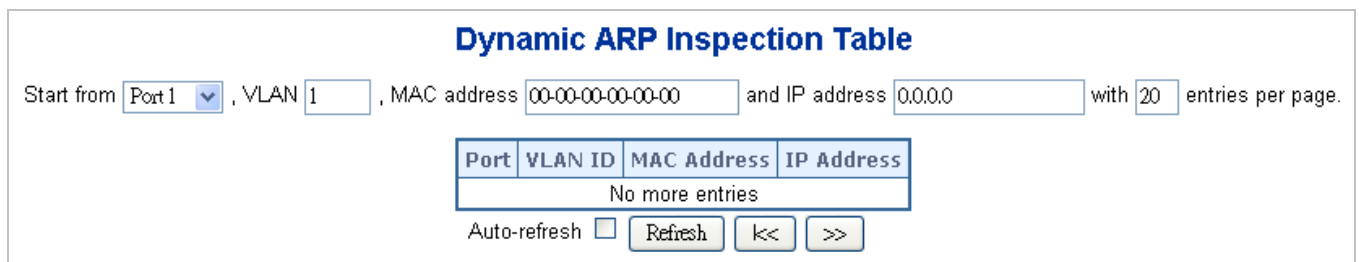 Dynamic ARP Inspection Table
Start from Port 1 , VLAN 1 , MAC address 00-00-00-00-00-00 and IP address 0.0.0.0 with 20 entries per page.
Port VLAN ID MAC Address IP Address
No more entries
Auto-refresh Refresh |<< >>